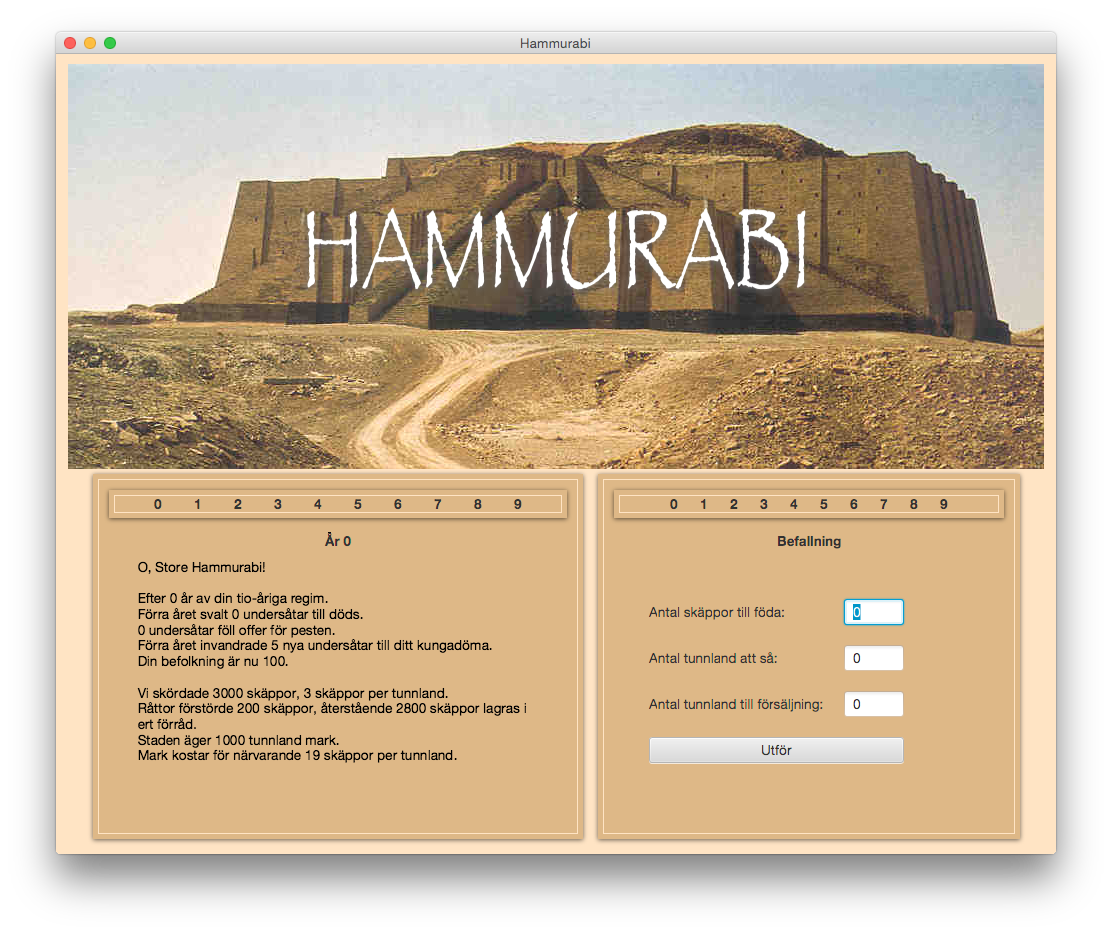 Hammurabi
HAMMURABI
0 1 2 3 4 5 6 7 8 9
År 0
O, Store Hammurabi!
Efter 0 år av din tio-åriga regim.
Förra året svalt 0 undersåtar till döds.
0 undersåtar föll offer för pesten.
Förra året invandrade 5 nya undersåtar till ditt kungadöma.
Din befolkning är nu 100.
Vi skördade 3000 skäppor, 3 skäppor per tunnland.
Råttor förstörde 200 skäppor, återstående 2800 skäppor lagras i
ert förråd.
Staden äger 1000 tunnland mark.
Mark kostar för närvarande 19 skäppor per tunnland.
0 1 2 3 4 5 6 7 8 9
Befallning
Antal skäppor till föda: 0
Antal tunnland att så: 0
Antal tunnland till försäljning: 0
Utför